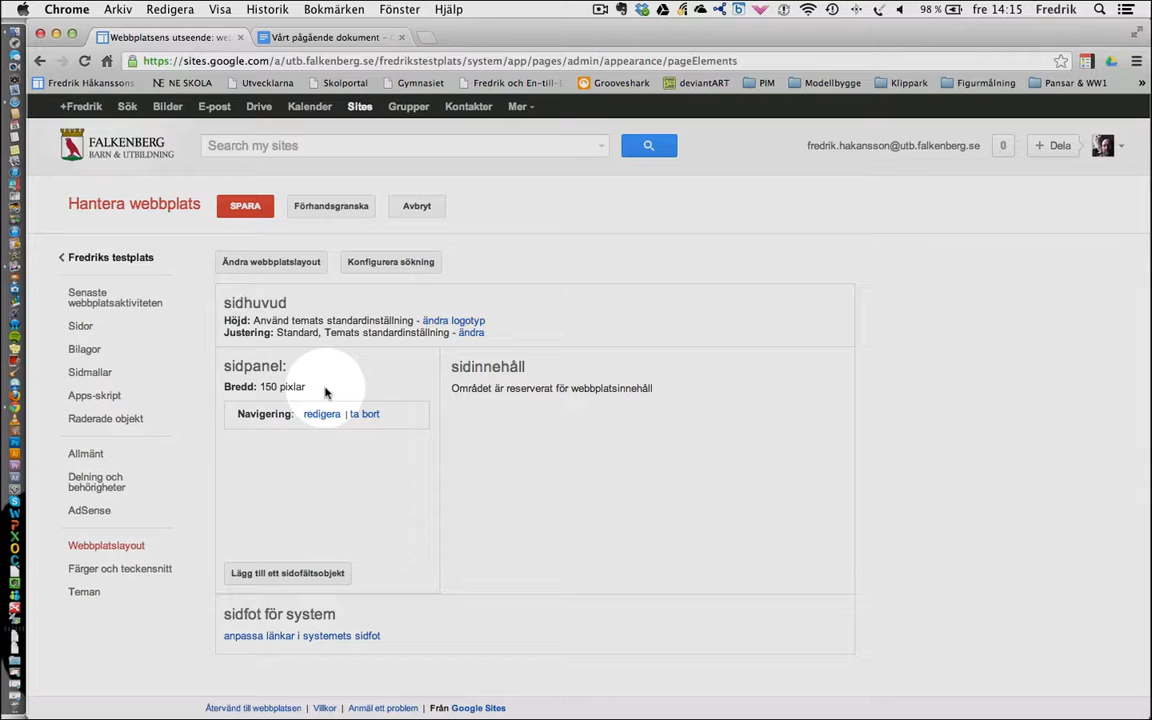 Chrome Arkiv Redigera Visa Historik Bokmärken Fönster Hjälp 98 % fre 14:15 Fredrik
Webbplatsens utseende: we Vårt pågående dokument
https://sites.google.com/a/utb.falkenberg.se/fredrikstestplats/system/app/pages/admin/appearance/pageElements
Fredrik Håkanssons NE SKOLA Utvecklarna Skolportal Gymnasiet Fredrik och En-till- Grooveshark deviantART PIM Modellbygge Klippark Figurmålning Pansar & WW1 »
+Fredrik Sök Bilder E-post Drive Kalender Sites Grupper Kontakter Mer
FALKENBERG
BARN & UTBILDNING
Search my sites
fredrik.hakansson@utb.falkenberg.se 0 + Dela
Hantera webbplats SPARA Förhandsgranska Avbryt
Fredriks testplats
Ändra webbplatslayout Konfigurera sökning
Senaste
webbplatsaktiviteten
Sidor
Bilagor
Sidmallar
Apps-skript
Raderade objekt
Allmänt
Delning och
behörigheter
AdSense
Webbplatslayout
Färger och teckensnitt
Teman
sidhuvud
Höjd: Använd temats standardinställning - ändra logotyp
Justering: Standard, Temats standardinställning - ändra
sidpanel:
Bredd: 150 pixlar
Navigering: redigera | ta bort
Lägg till ett sidofältsobjekt
sidinnehåll
Området är reserverat för webbplatsinnehåll
sidfot för system
anpassa länkar i systemets sidfot
Återvänd till webbplatsen | Villkor | Anmäl ett problem | Från Google Sites